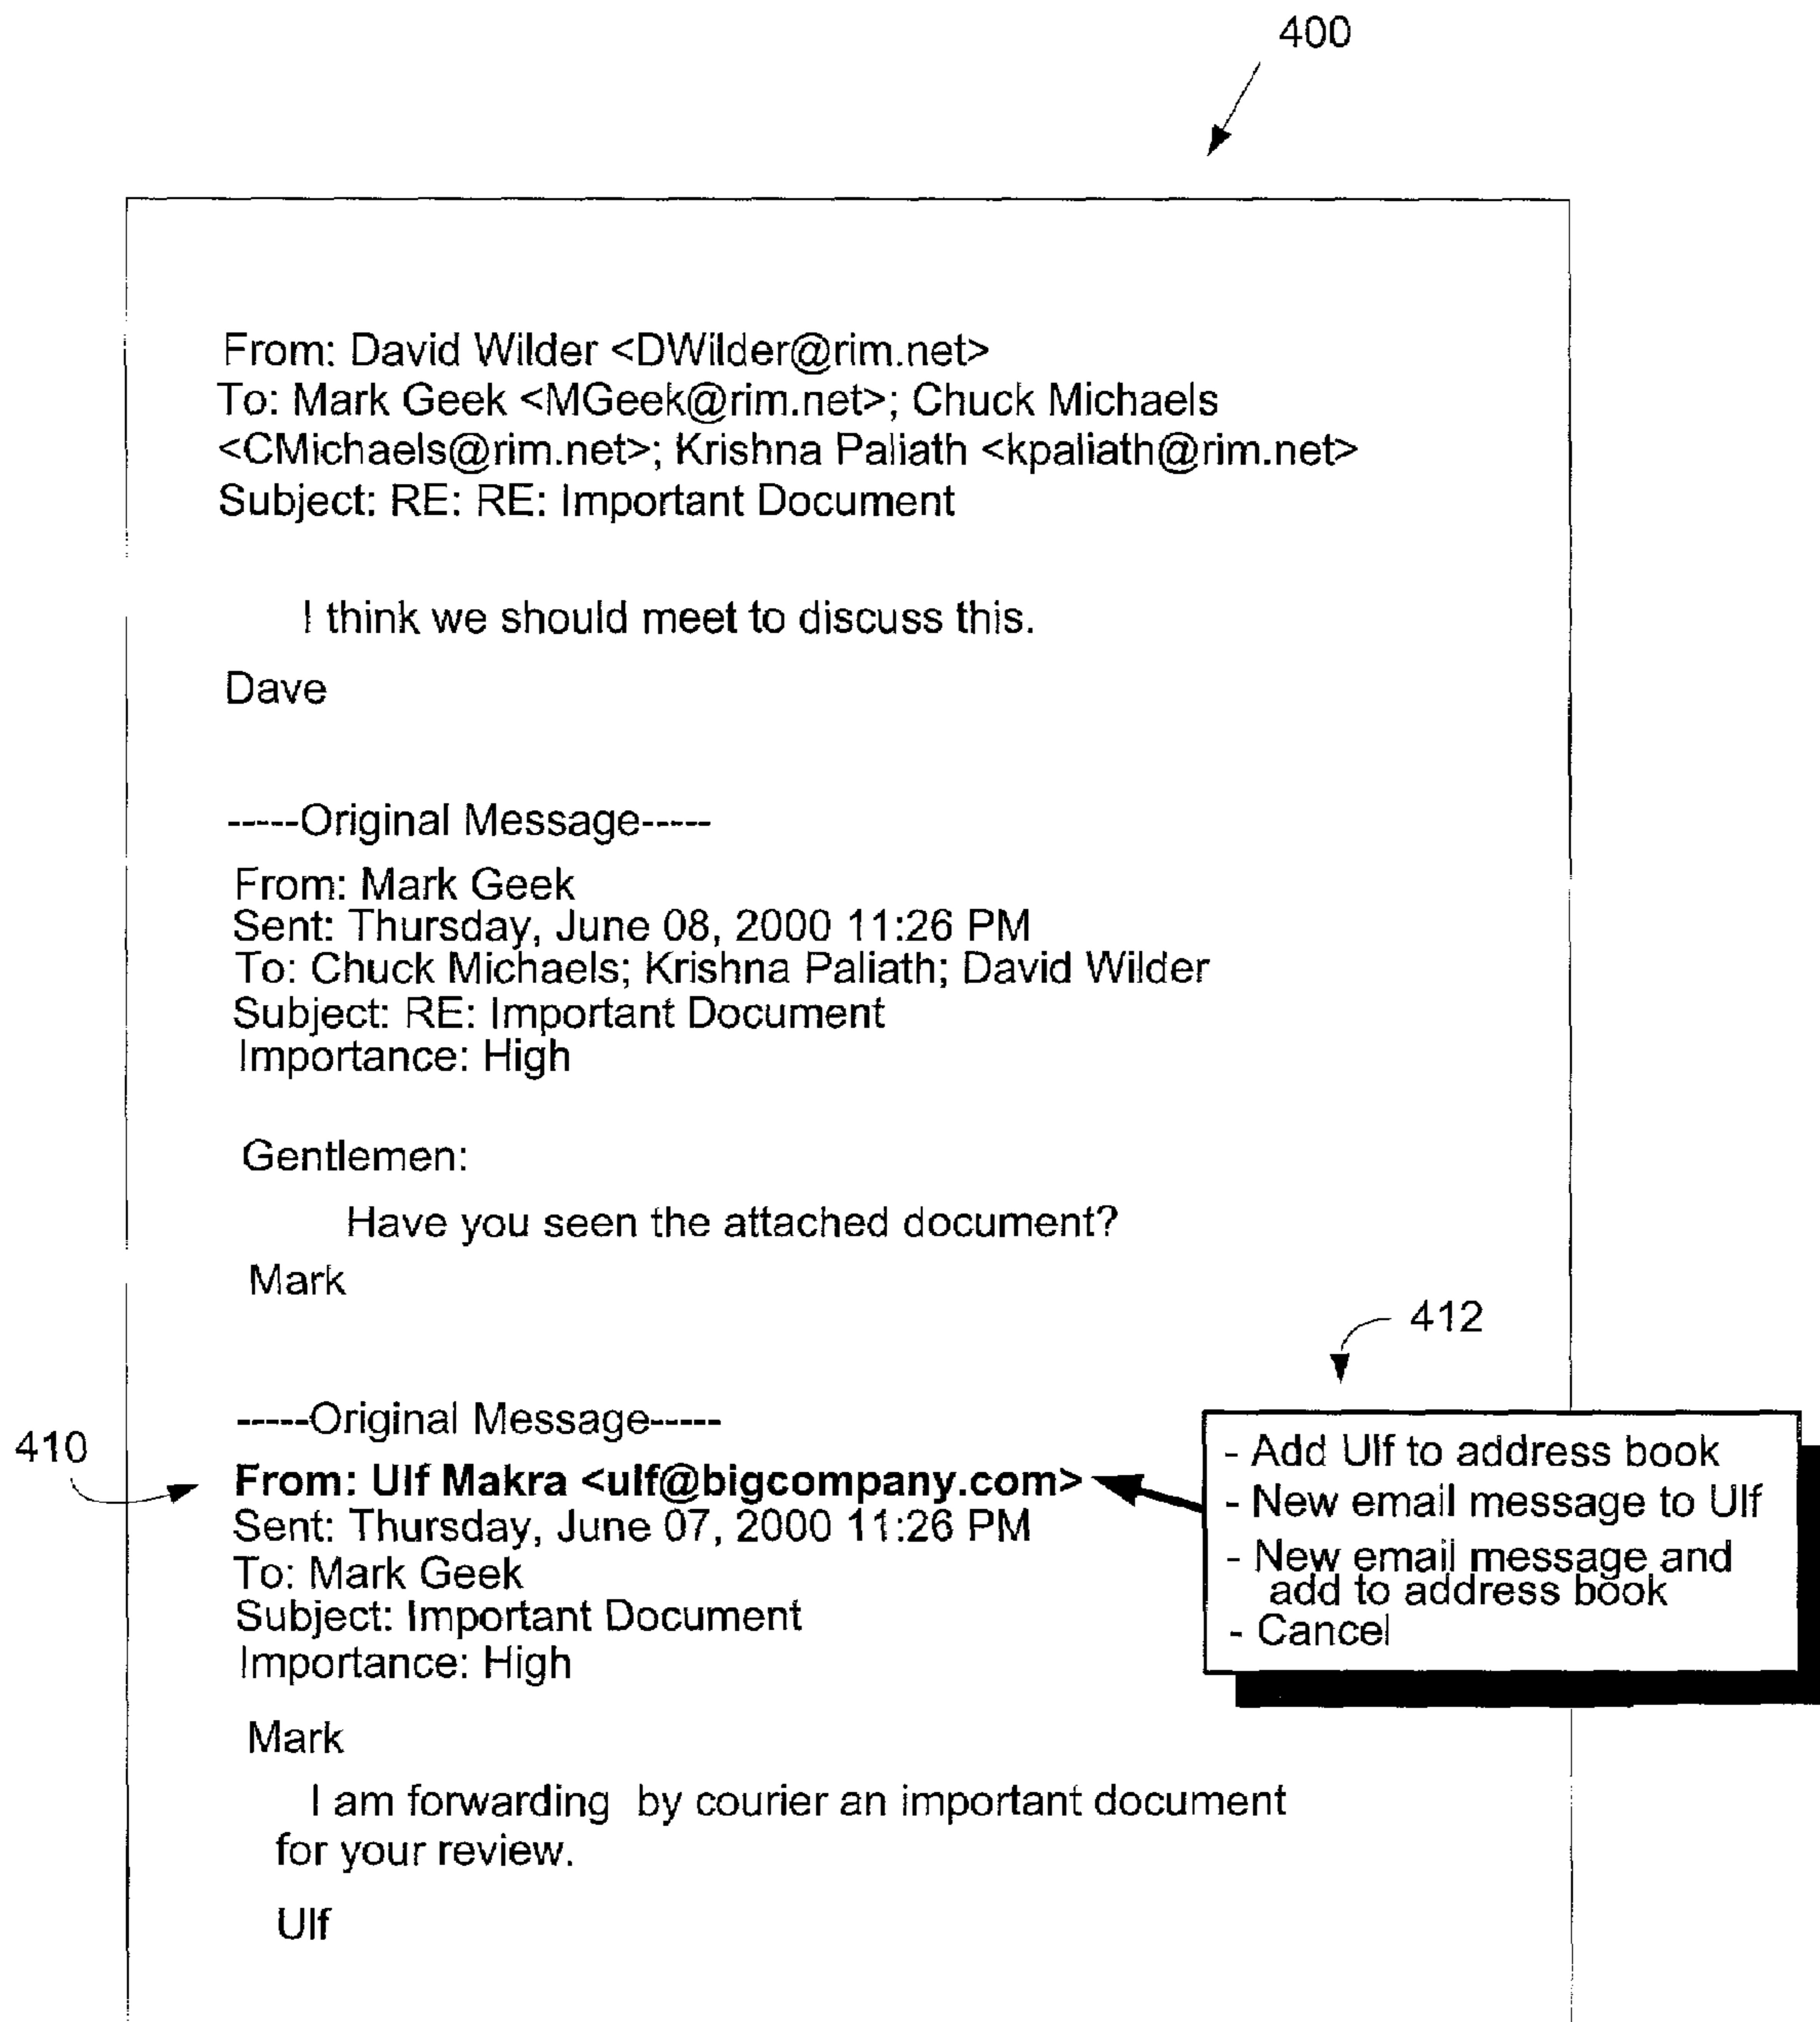 400
From: David Wilder <DWilder@rim.net>
To: Mark Geek <MGeek@rim.net>; Chuck Michaels
<CMichaels@rim.net>; Krishna Paliath <kpaliath@rim.net>
Subject: RE: RE: Important Document
I think we should meet to discuss this.
Dave
-----Original Message-----
From: Mark Geek
Sent: Thursday, June 08, 2000 11:26 PM
To: Chuck Michaels; Krishna Paliath; David Wilder
Subject: RE: Important Document
Importance: High
Gentlemen:
Have you seen the attached document?
Mark
412
-----Original Message-----
410
From: Ulf Makra <ulf@bigcompany.com>
Sent: Thursday, June 07, 2000 11:26 PM
To: Mark Geek
Subject: Important Document
Importance: High
- Add Ulf to address book
- New email message to Ulf
- New email message and
add to address book
- Cancel
Mark
I am forwarding by courier an important document
for your review.
Ulf